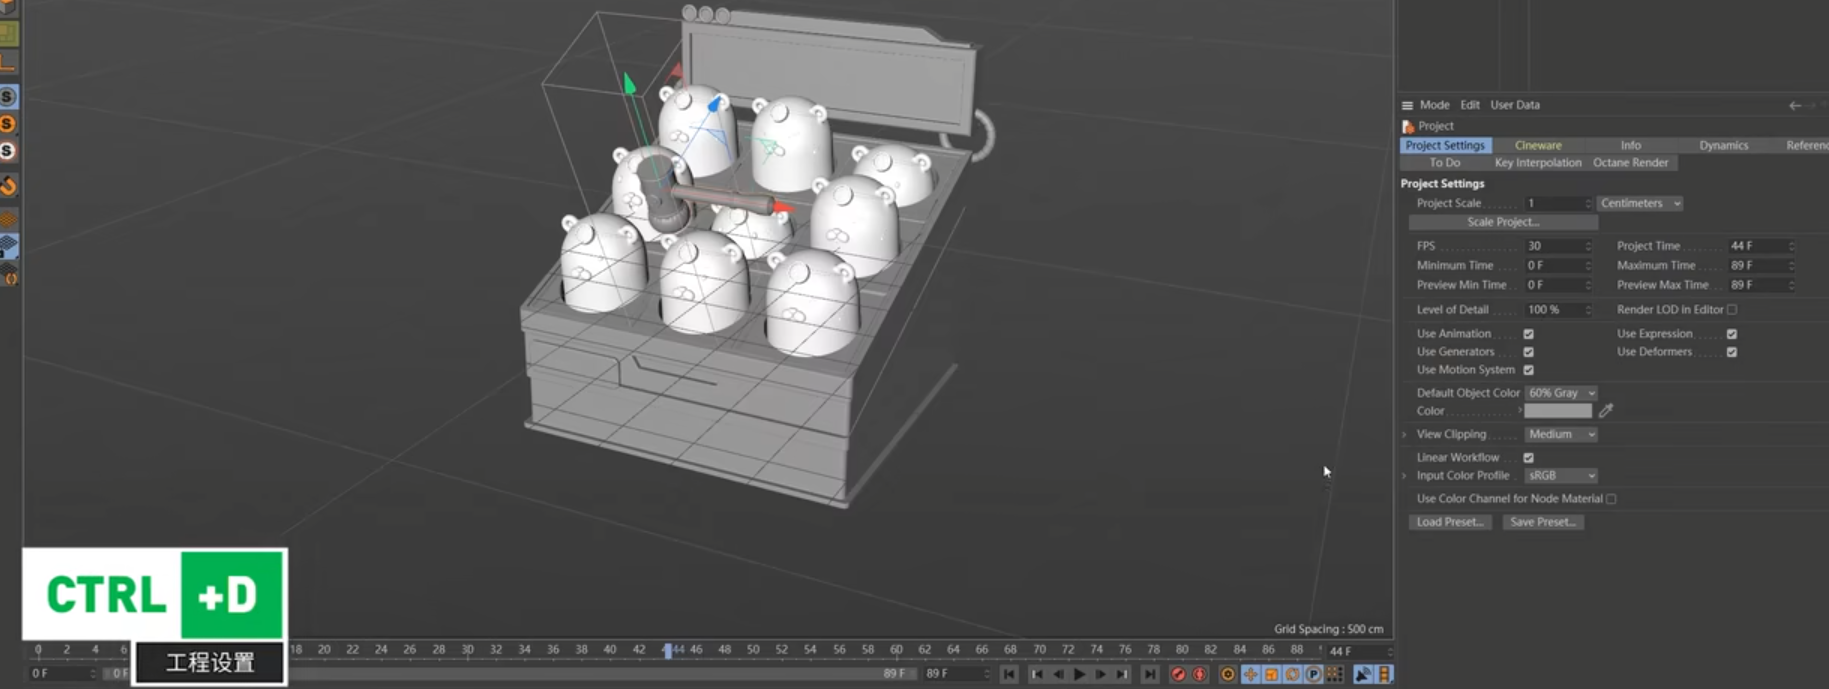 Mode Edit User Data
Project
Project Settings Cineware Info Dynamics
To Do Key Interpolation Octane Render
Project Settings
Project Scale 1 Centimeters
Scale Project...
FPS 30 Project Time 44 F
Minimum Time 0 F Maximum Time 89 F
Preview Min Time 0 F Preview Max Time 89 F
Level of Detail 100 % Render LOD in Editor
Use Animation Use Expression
Use Generators Use Deformers
Use Motion System
Default Object Color 60% Gray
Color
View Clipping Medium
Linear Workflow
Input Color Profile sRGB
Use Color Channel for Node Material
Load Preset... Save Preset...
CTRL +D
工程设置
Grid Spacing : 500 cm
0 2 4 6 18 20 22 24 26 28 30 32 34 36 38 40 42 44 46 48 50 52 54 56 58 60 62 64 66 68 70 72 74 76 78 80 82 84 86 88 44 F
0 F 0 F 89 F 89 F